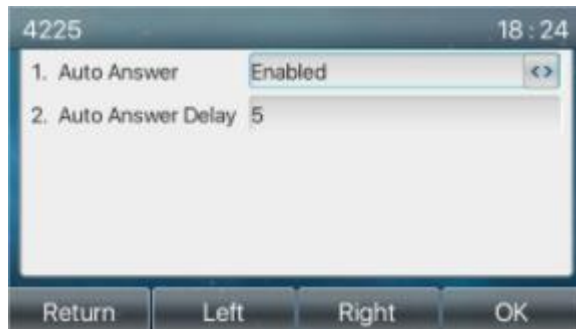 4225 18 : 24
1. Auto Answer Enabled <>
2. Auto Answer Delay 5
Return Left Right OK